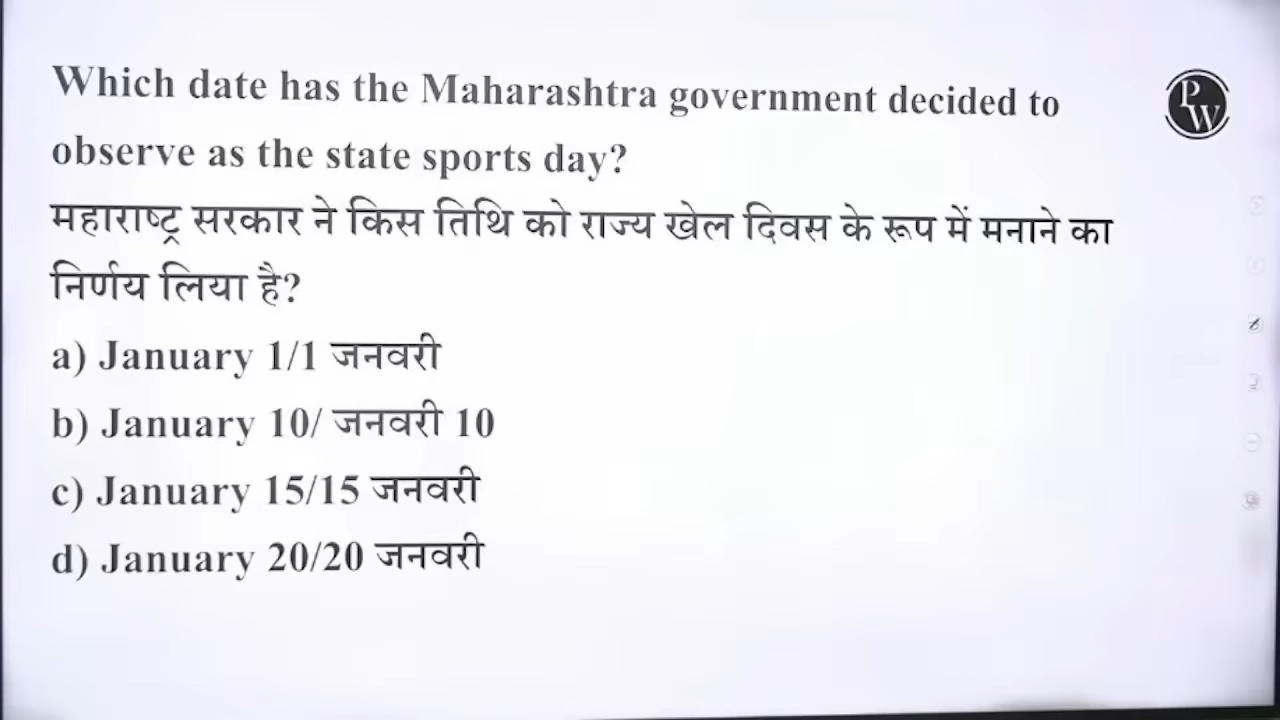 Which date has the Maharashtra government decided to
observe as the state sports day?
महाराष्ट्र सरकार ने किस तिथि को राज्य खेल दिवस के रूप में मनाने का
निर्णय लिया है?
a) January 1/1 जनवरी
b) January 10/ जनवरी 10
c) January 15/15 जनवरी
d) January 20/20 जनवरी
PW